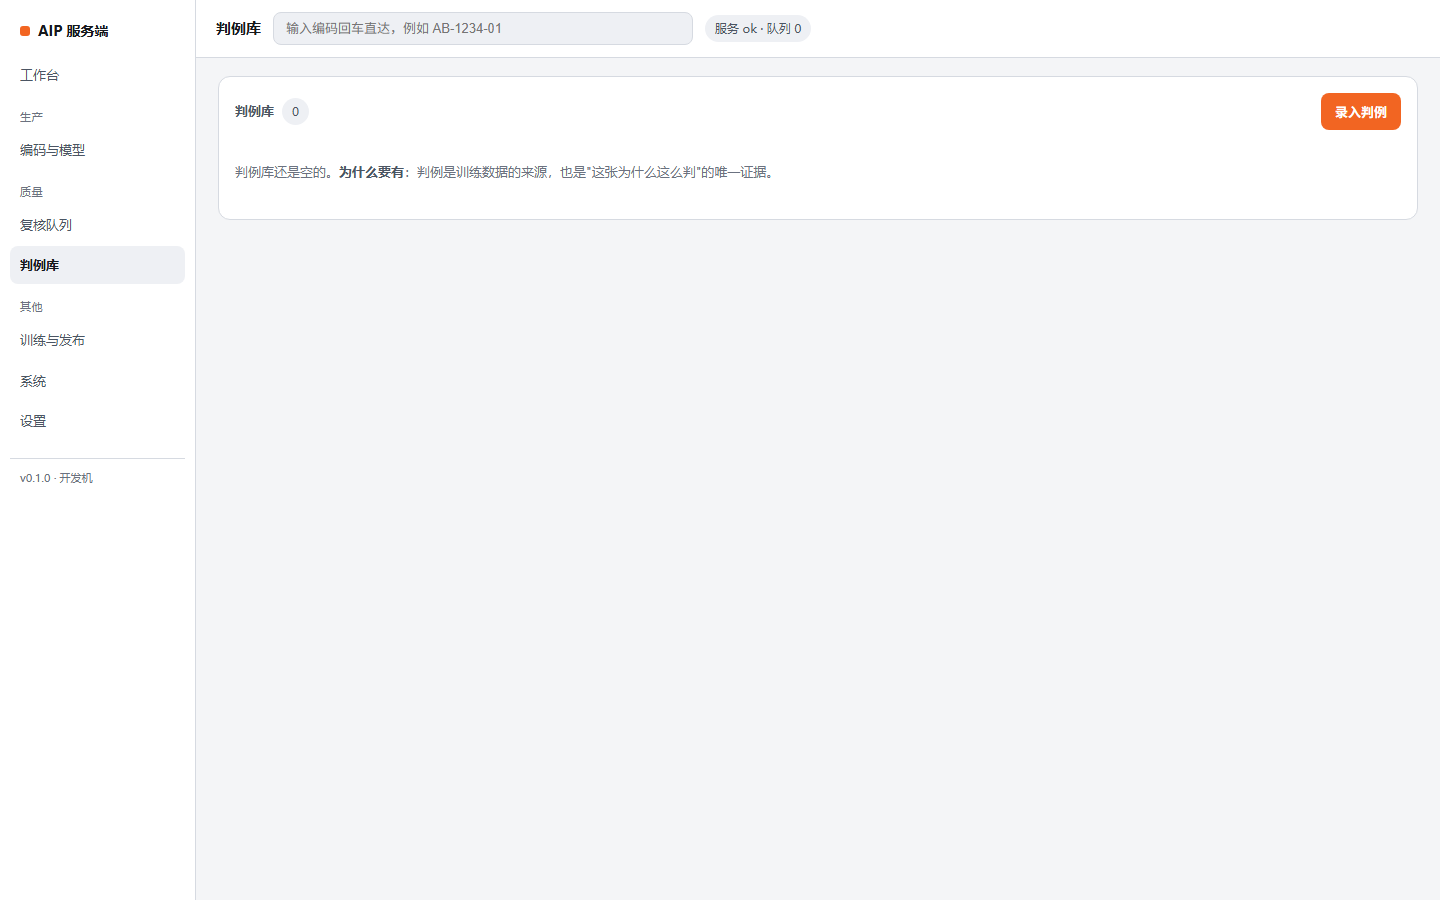 AIP 服务端
工作台
生产
编码与模型
质量
复核队列
判例库
其他
训练与发布
系统
设置
v0.1.0 · 开发机
判例库
输入编码回车直达，例如 AB-1234-01
服务 ok · 队列 0
判例库 0
录入判例
判例库还是空的。为什么要有：判例是训练数据的来源，也是"这张为什么这么判"的唯一证据。